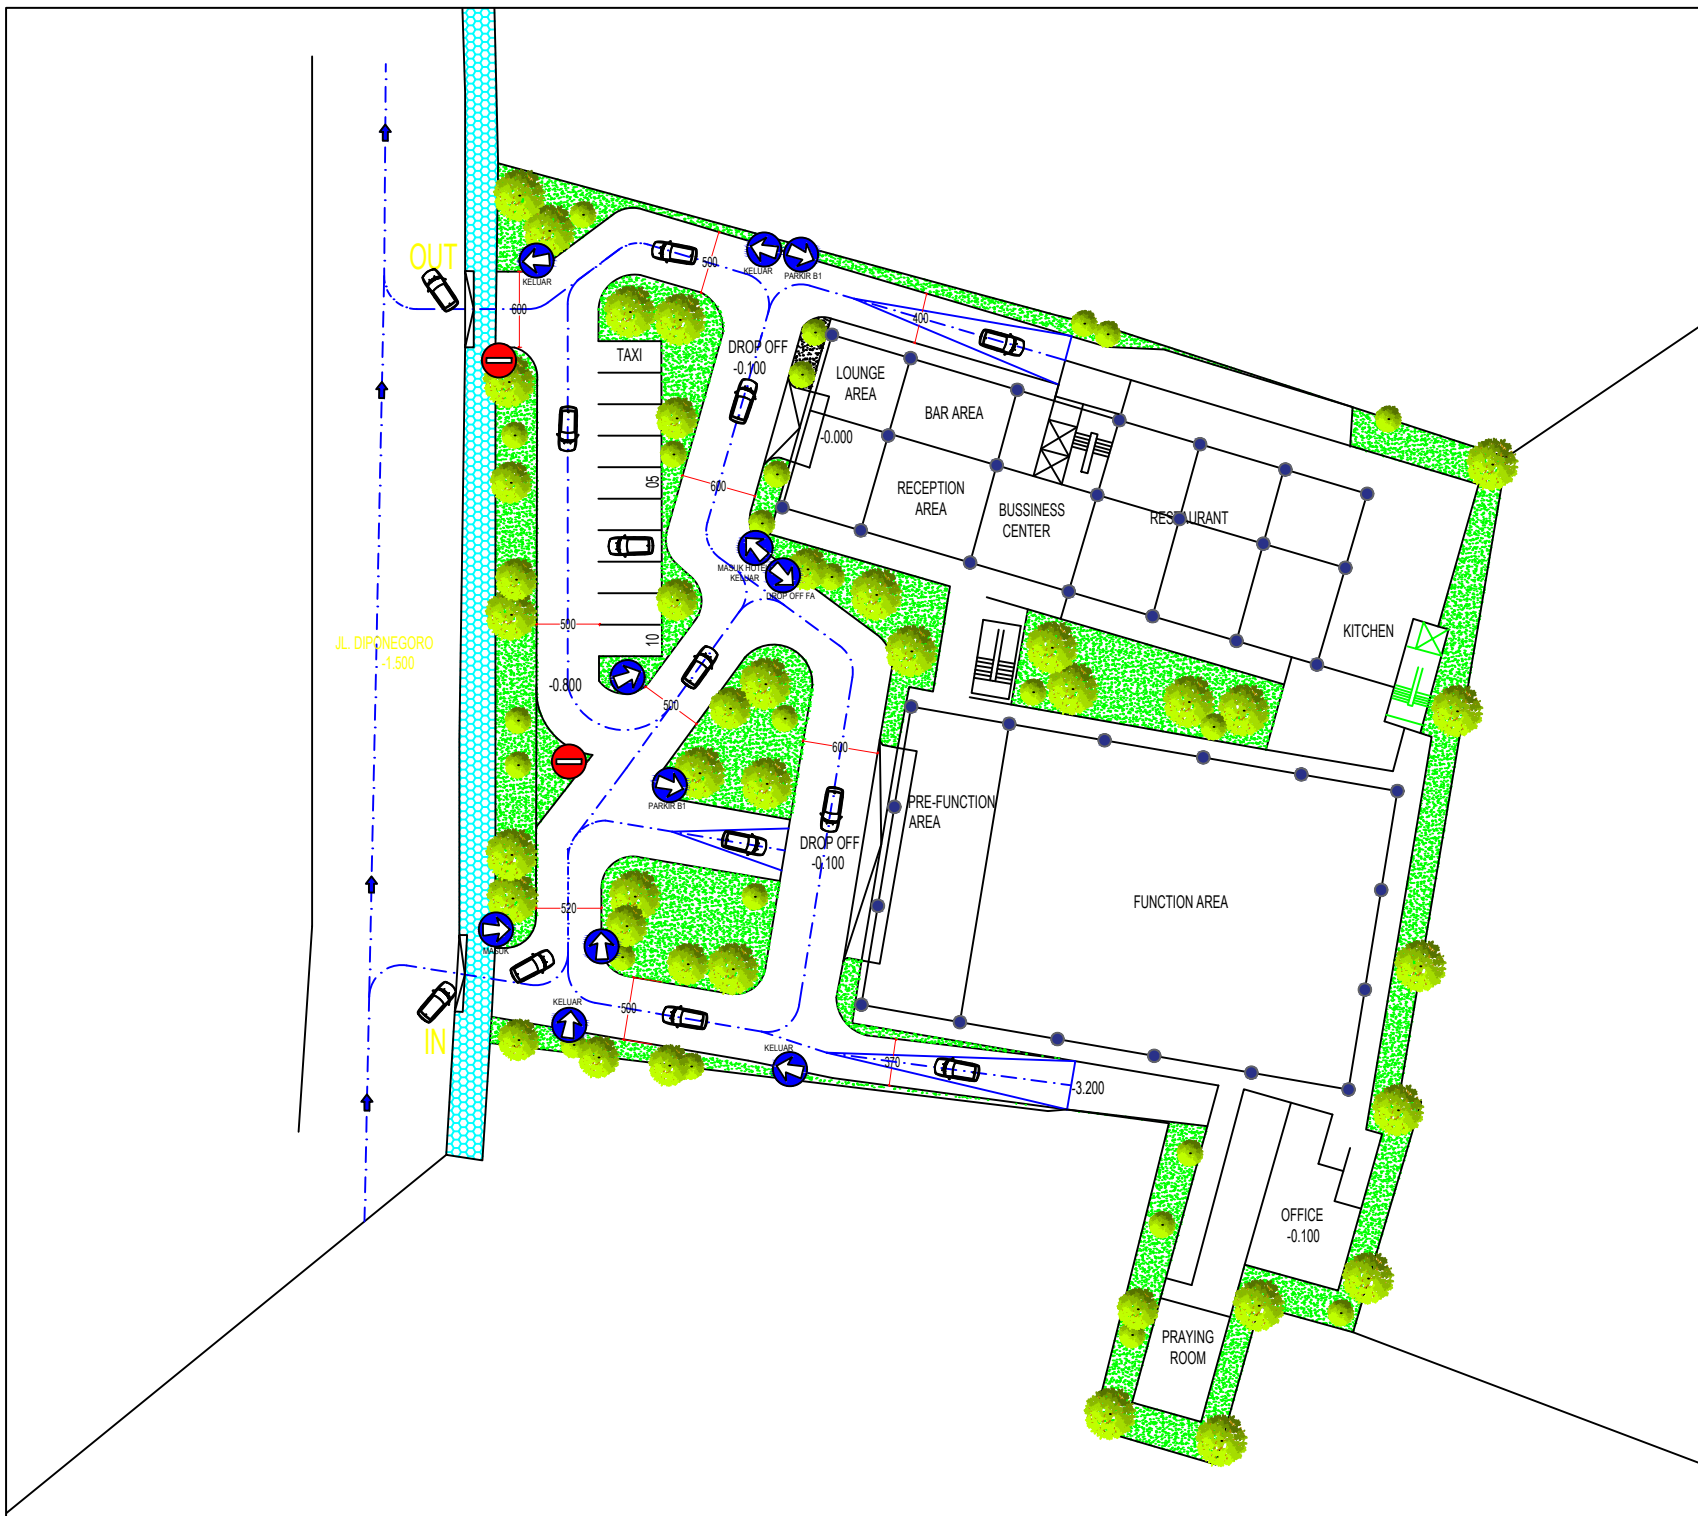 OUT
KELUAR
500
KELUAR
PARKIR B1
600
400
TAXI
DROP OFF
-0.100
LOUNGE
AREA
BAR AREA
-0.000
05
600
RECEPTION
AREA
BUSSINESS
CENTER
RESTAURANT
MASUK HOTEL
KELUAR
DROP OFF FA
500
10
KITCHEN
JL. DIPONEGORO
-1.500
-0.800
500
600
PARKIR B1
PRE-FUNCTION
AREA
DROP OFF
-0.100
FUNCTION AREA
520
MASUK
KELUAR
500
IN
KELUAR
370
-3.200
OFFICE
-0.100
PRAYING
ROOM